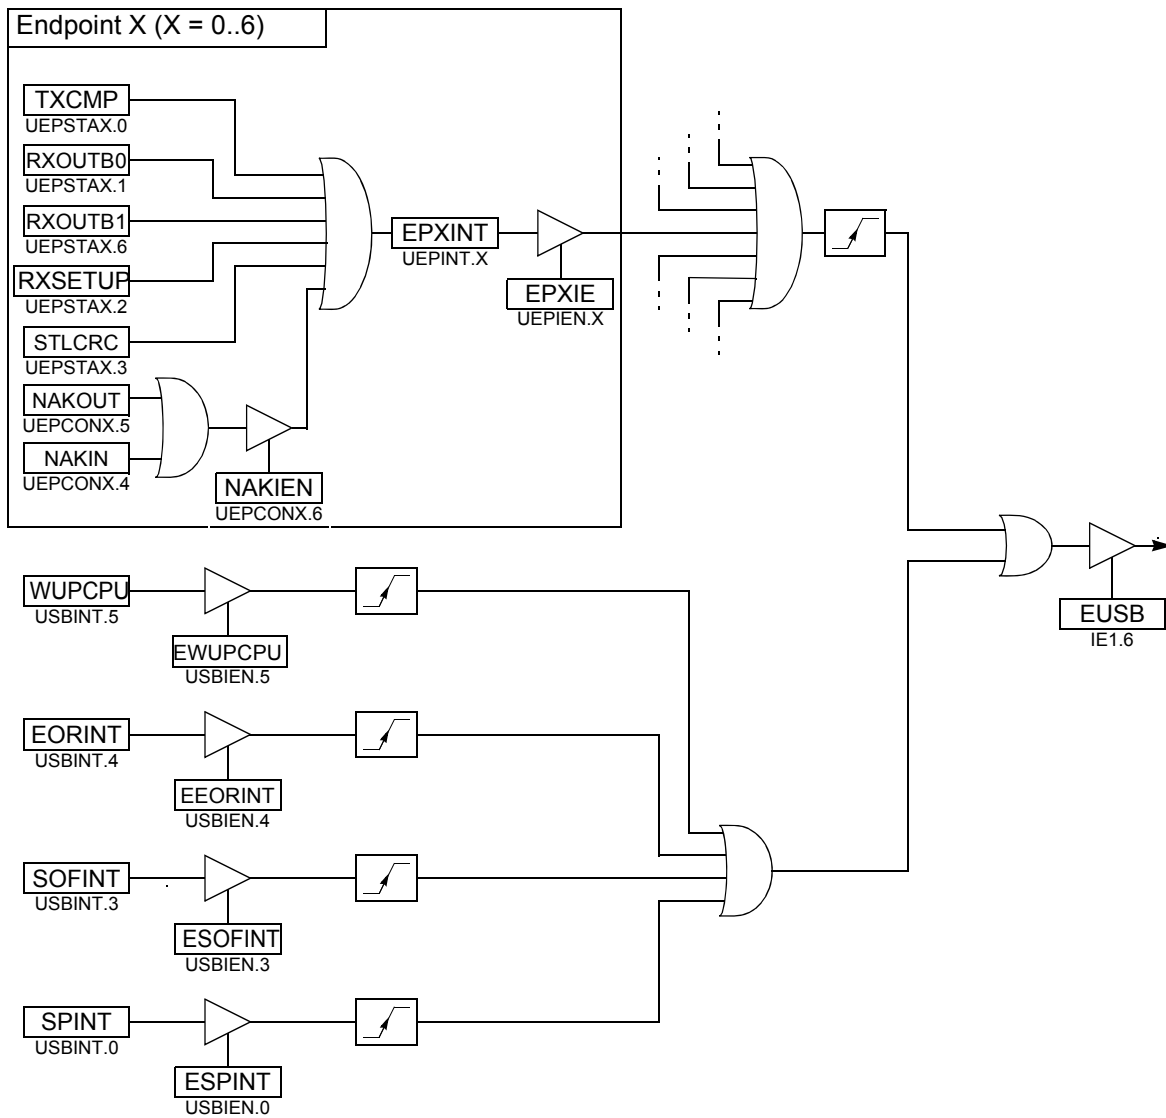 Endpoint X (X = 0..6)
TXCMP
UEPSTAX.0
RXOUTB0
UEPSTAX.1
RXOUTB1
UEPSTAX.6
RXSETUP
UEPSTAX.2
STLCRC
UEPSTAX.3
NAKOUT
UEPCONX.5
NAKIN
UEPCONX.4
NAKIEN
UEPCONX.6
EPXINT
UEPINT.X
EPXIE
UEPIEN.X
WUPCPU
USBINT.5
EWUPCPU
USBIEN.5
EORINT
USBINT.4
EEORINT
USBIEN.4
SOFINT
USBINT.3
ESOFINT
USBIEN.3
SPINT
USBINT.0
ESPINT
USBIEN.0
EUSB
IE1.6